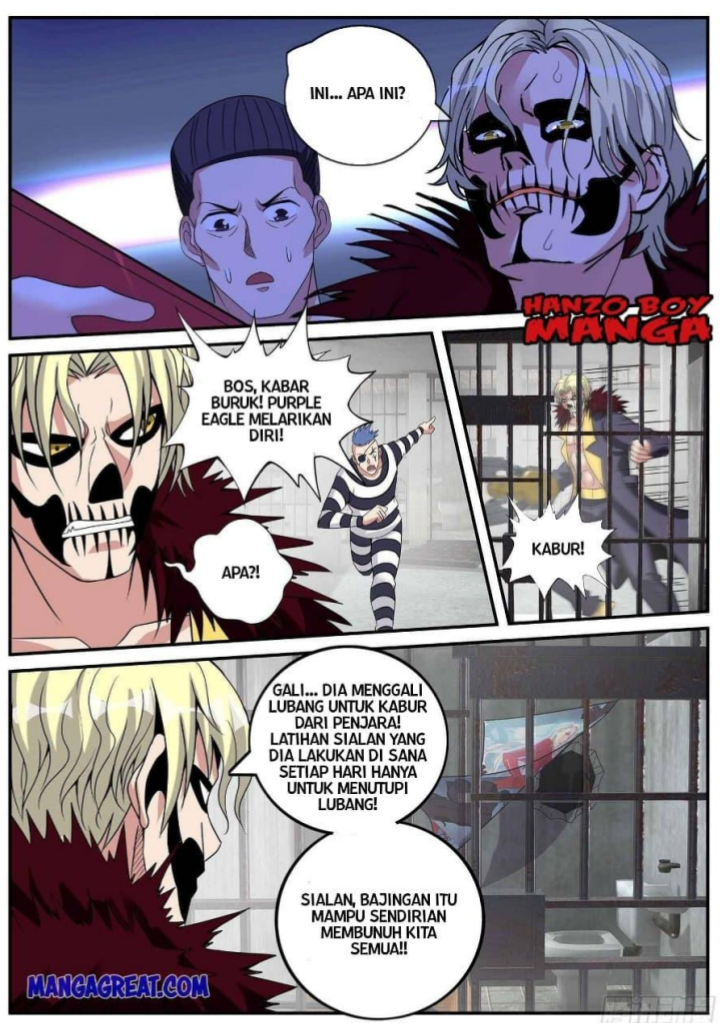 INI... APA INI?
HANZO BOY
MANGA
BOS, KABAR
BURUK! PURPLE
EAGLE MELARIKAN
DIRI!
APA?!
KABUR!
GALI... DIA MENGGALI
LUBANG UNTUK KABUR
DARI PENJARA!
LATIHAN SIALAN YANG
DIA LAKUKAN DI SANA
SETIAP HARI HANYA
UNTUK MENUTUPI
LUBANG!
SIALAN, BAJINGAN ITU
MAMPU SENDIRIAN
MEMBUNUH KITA
SEMUA!!
MANGAGREAT.COM